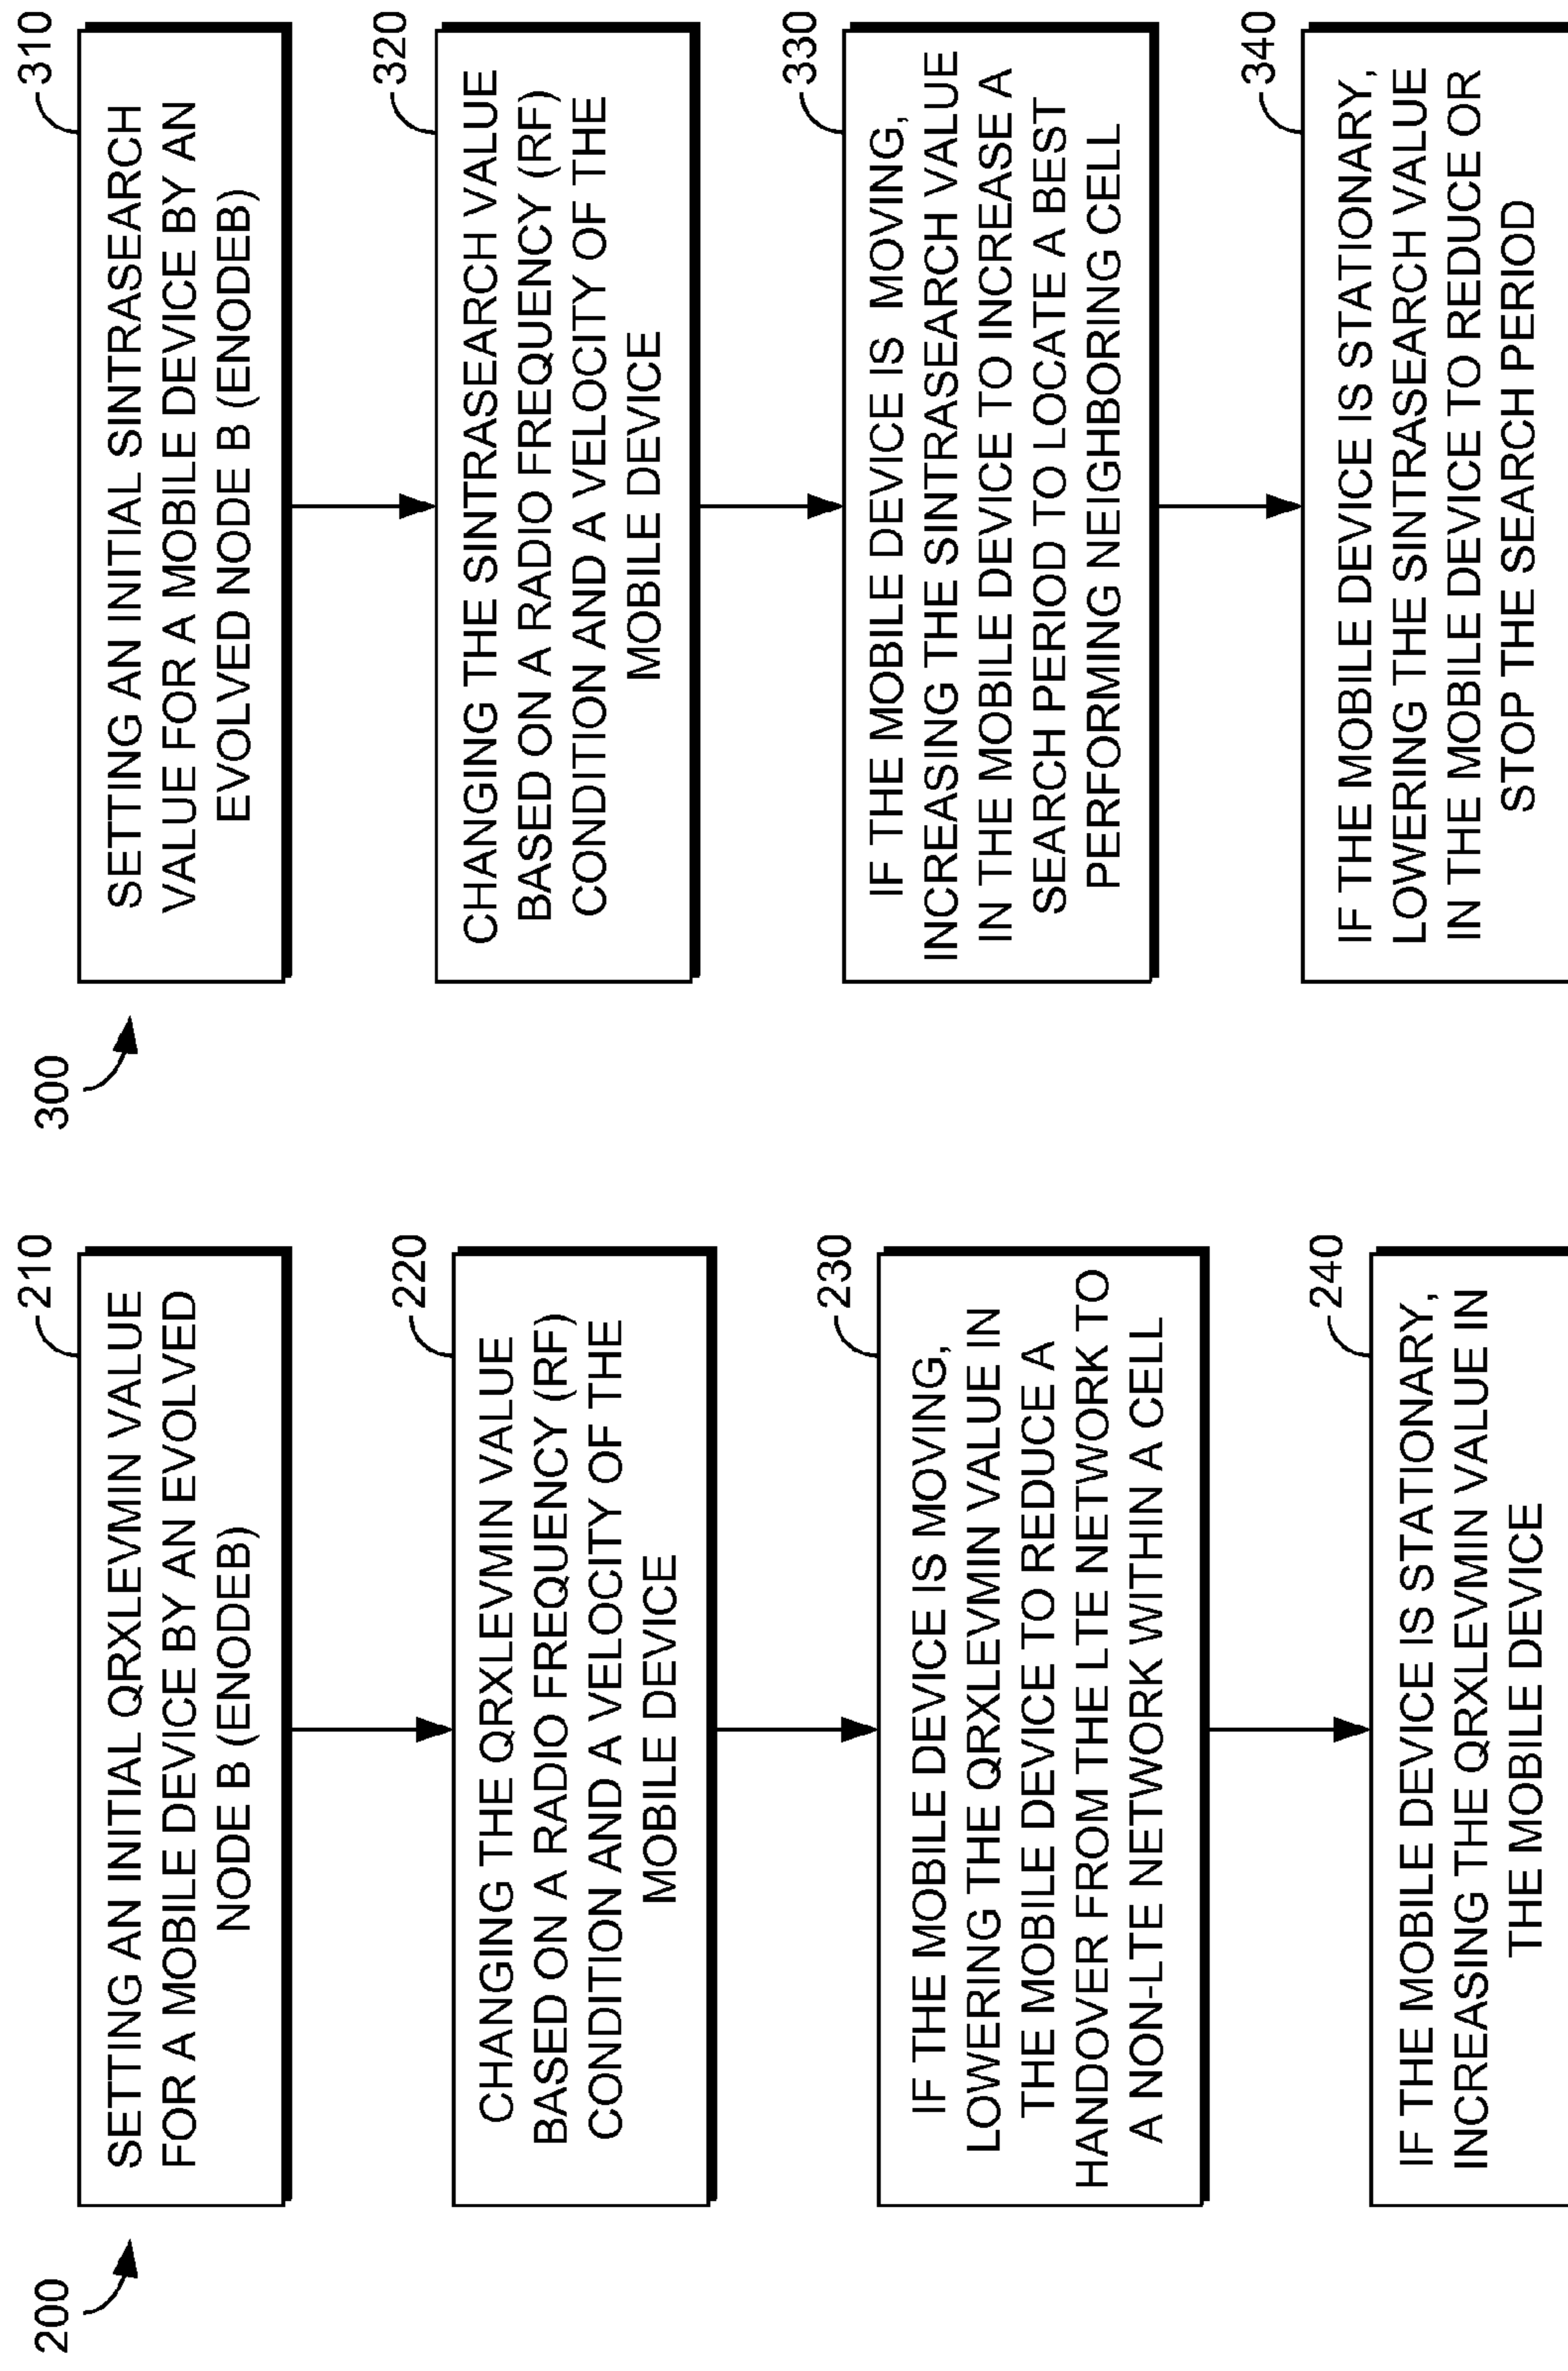 200
210
SETTING AN INITIAL QRXLEVMIN VALUE
FOR A MOBILE DEVICE BY AN EVOLVED
NODE B (ENODEB)
220
CHANGING THE QRXLEVMIN VALUE
BASED ON A RADIO FREQUENCY (RF)
CONDITION AND A VELOCITY OF THE
MOBILE DEVICE
230
IF THE MOBILE DEVICE IS MOVING,
LOWERING THE QRXLEVMIN VALUE IN
THE MOBILE DEVICE TO REDUCE A
HANDOVER FROM THE LTE NETWORK TO
A NON-LTE NETWORK WITHIN A CELL
240
IF THE MOBILE DEVICE IS STATIONARY,
INCREASING THE QRXLEVMIN VALUE IN
THE MOBILE DEVICE
300
310
SETTING AN INITIAL SINTRASEARCH
VALUE FOR A MOBILE DEVICE BY AN
EVOLVED NODE B (ENODEB)
320
CHANGING THE SINTRASEARCH VALUE
BASED ON A RADIO FREQUENCY (RF)
CONDITION AND A VELOCITY OF THE
MOBILE DEVICE
330
IF THE MOBILE DEVICE IS MOVING,
INCREASING THE SINTRASEARCH VALUE
IN THE MOBILE DEVICE TO INCREASE A
SEARCH PERIOD TO LOCATE A BEST
PERFORMING NEIGHBORING CELL
340
IF THE MOBILE DEVICE IS STATIONARY,
LOWERING THE SINTRASEARCH VALUE
IN THE MOBILE DEVICE TO REDUCE OR
STOP THE SEARCH PERIOD